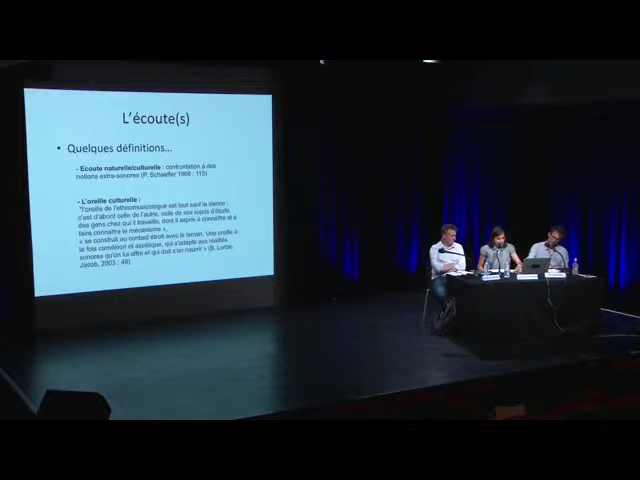 L'écoute(s)
• Quelques définitions…
- Ecoute naturelle/culturelle : confrontation à des
notions extra-sonores (P. Schaeffer 1966 : 113)
- L'oreille culturelle :
"l'oreille de l'ethnomusicologue est tout sauf la sienne :
c'est d'abord celle de l'autre, celle de ses sujets d'étude,
des gens chez qui il travaille, dont il aspire à connaître et à
faire connaître le mécanisme »,
« se construit au contact étroit avec le terrain. Une oreille à
la fois caméléon et ascétique, qui s'adapte aux réalités
sonores qu'on lui offre et qui doit s'en nourrir » (B. Lortat-
Jacob, 2003 : 49)